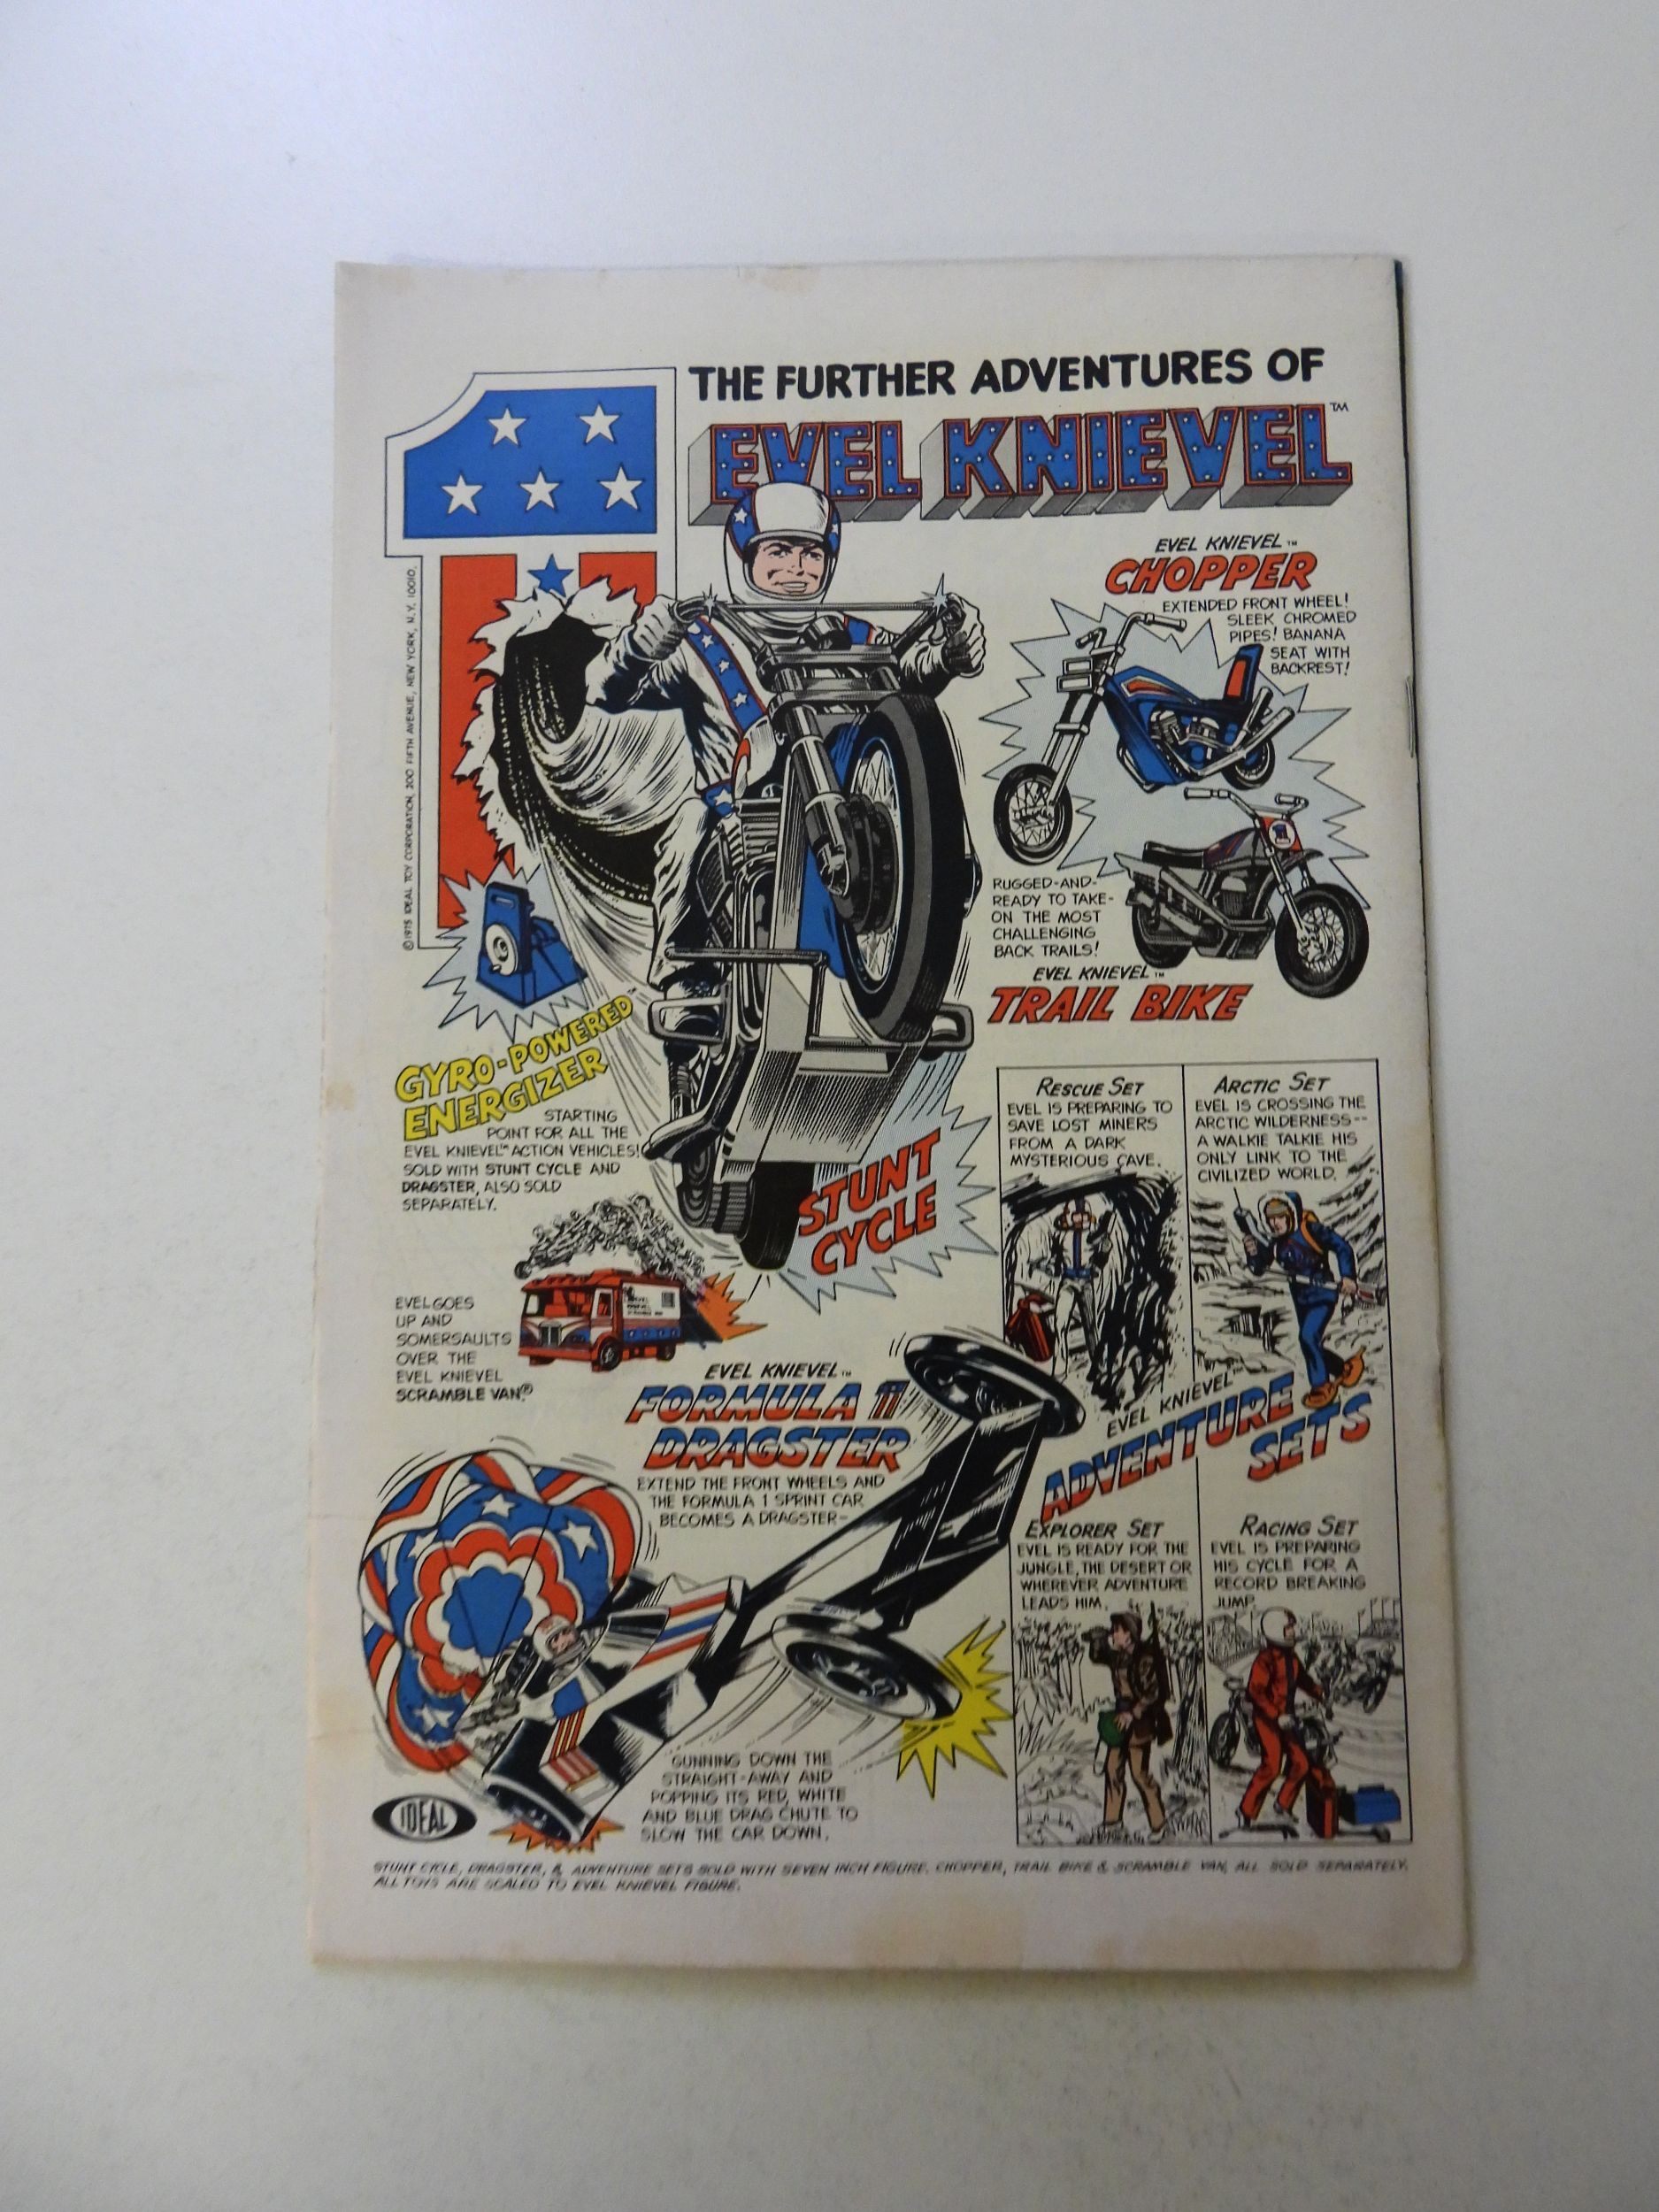 THE FURTHER ADVENTURES OF
EVEL KNIEVEL™
©1975 IDEAL TOY CORPORATION, 200 FIFTH AVENUE, NEW YORK, N.Y. 10010.
EVEL KNIEVEL™
CHOPPER
EXTENDED FRONT WHEEL!
SLEEK CHROMED
PIPES! BANANA
SEAT WITH
BACKREST!
RUGGED-AND-
READY TO TAKE-
ON THE MOST
CHALLENGING
BACK TRAILS!
EVEL KNIEVEL™
TRAIL BIKE
GYRO-POWERED™
ENERGIZER
STARTING
POINT FOR ALL THE
EVEL KNIEVEL™ ACTION VEHICLES!
SOLD WITH STUNT CYCLE AND
DRAGSTER, ALSO SOLD
SEPARATELY.
STUNT
CYCLE
EVEL GOES
UP AND
SOMERSAULTS
OVER THE
EVEL KNIEVEL
SCRAMBLE VAN.®
EVEL KNIEVEL™
FORMULA 1
DRAGSTER
EXTEND THE FRONT WHEELS AND
THE FORMULA 1 SPRINT CAR
BECOMES A DRAGSTER-
GUNNING DOWN THE
STRAIGHT-AWAY AND
POPPING ITS RED, WHITE
AND BLUE DRAG CHUTE TO
SLOW THE CAR DOWN.
RESCUE SET
EVEL IS PREPARING TO
SAVE LOST MINERS
FROM A DARK
MYSTERIOUS CAVE.
ARCTIC SET
EVEL IS CROSSING THE
ARCTIC WILDERNESS--
A WALKIE TALKIE HIS
ONLY LINK TO THE
CIVILIZED WORLD.
EVEL KNIEVEL™
ADVENTURE
SETS
EXPLORER SET
EVEL IS READY FOR THE
JUNGLE, THE DESERT OR
WHEREVER ADVENTURE
LEADS HIM.
RACING SET
EVEL IS PREPARING
HIS CYCLE FOR A
RECORD BREAKING
JUMP.
IDEAL
STUNT CYCLE, DRAGSTER, & ADVENTURE SETS SOLD WITH SEVEN INCH FIGURE. CHOPPER, TRAIL BIKE & SCRAMBLE VAN, ALL SOLD SEPARATELY.
ALL TOYS ARE SCALED TO EVEL KNIEVEL FIGURE.